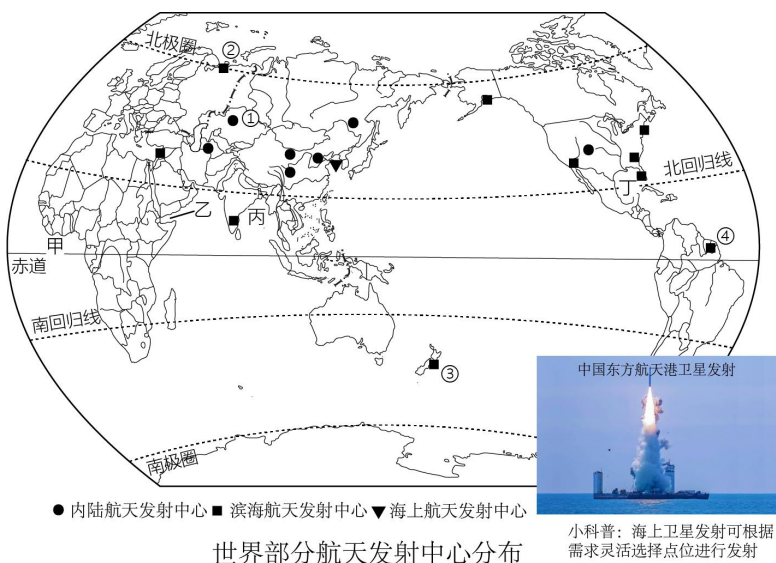 北极圈
②
①
北回归线
丁
乙
丙
④
甲
赤道
南回归线
③
中国东方航天港卫星发射
南极圈
●内陆航天发射中心■滨海航天发射中心▼海上航天中心
小科普：海上卫星发射可根据
需求灵活选择点位进行发射
世界部分航天发射中心分布